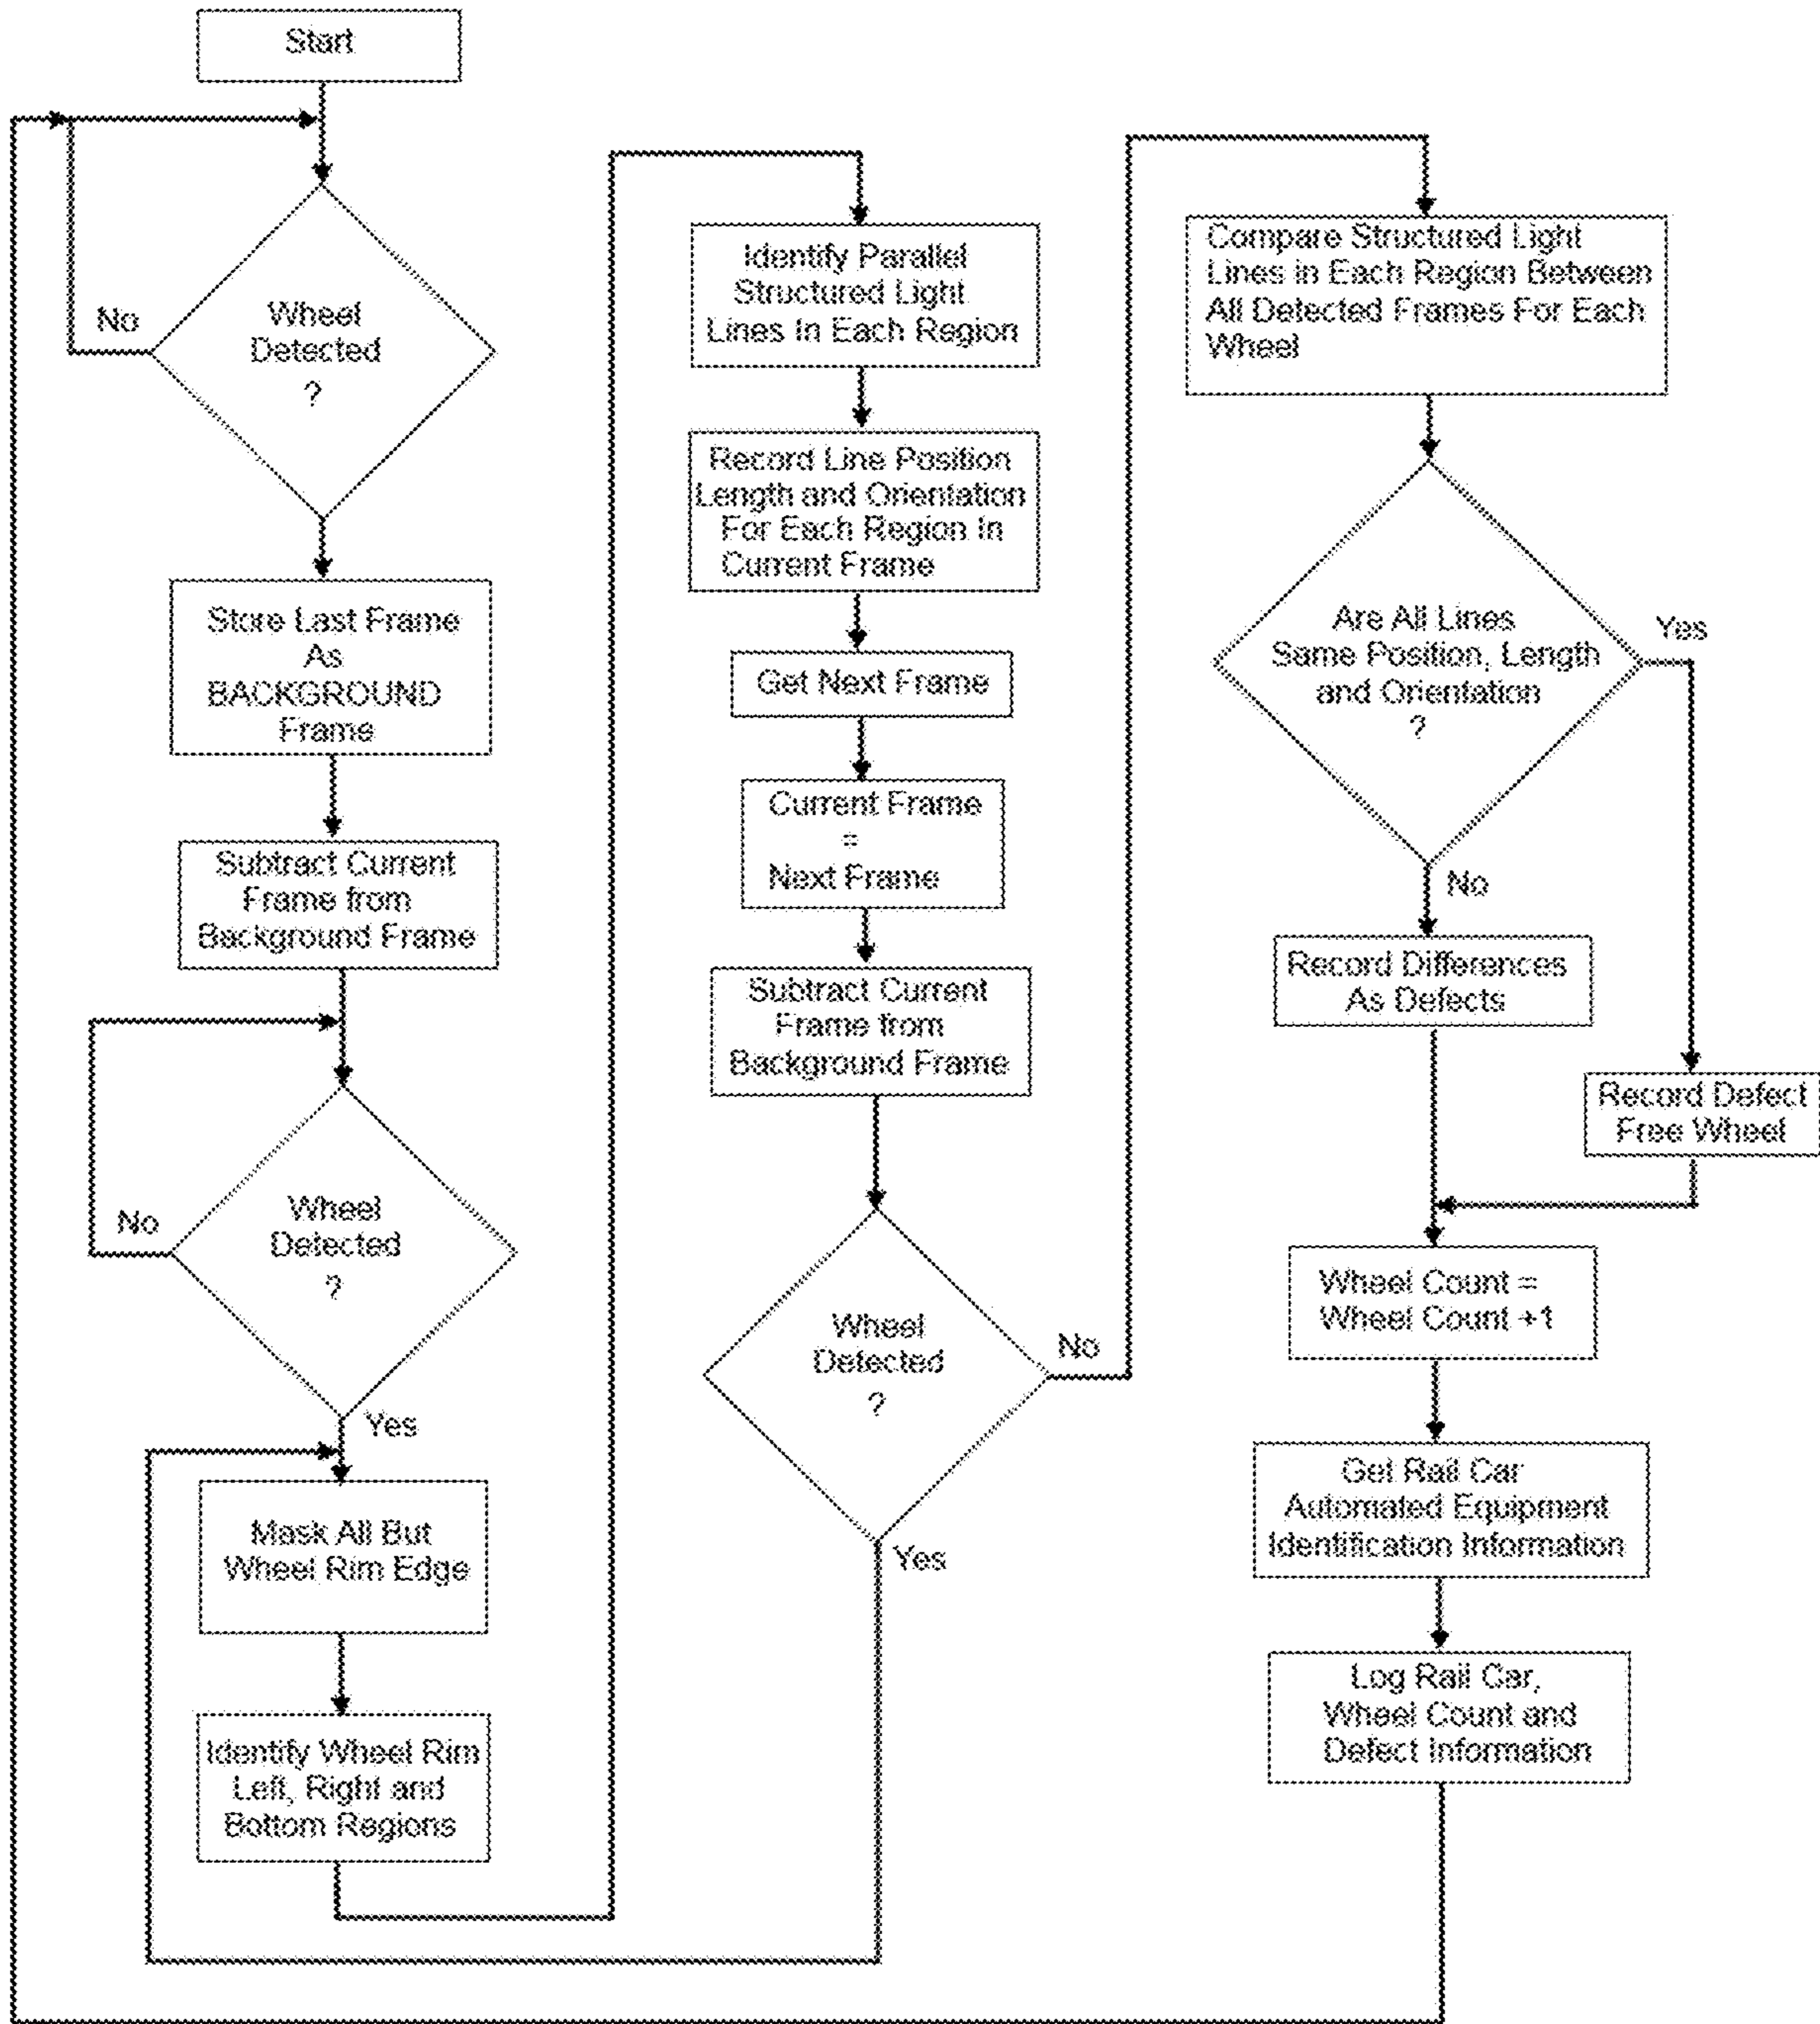 Start
No
Wheel
Detected
?
Store Last Frame
As
BACKGROUND
Frame
Subtract Current
Frame from
Background Frame
No
Wheel
Detected
?
Yes
Mask All But
Wheel Rim Edge
Identify Wheel Rim
Left, Right and
Bottom Regions
Identify Parallel
Structured Light
Lines In Each Region
Record Line Position
Length and Orientation
For Each Region In
Current Frame
Get Next Frame
Current Frame
=
Next Frame
Subtract Current
Frame from
Background Frame
Wheel
Detected
?
No
Yes
Compare Structured Light
Lines in Each Region Between
All Detected Frames For Each
Wheel
Are All Lines
Same Position, Length
and Orientation
?
Yes
No
Record Differences
As Defects
Record Defect
Free Wheel
Wheel Count =
Wheel Count +1
Get Rail Car
Automated Equipment
Identification Information
Log Rail Car,
Wheel Count and
Defect Information